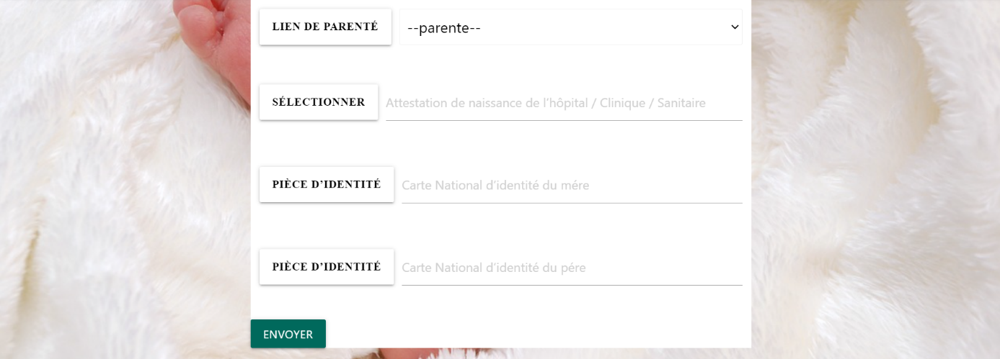 LIEN DE PARENTÉ --parente--
SÉLECTIONNER Attestation de naissance de l'hôpital / Clinique / Sanitaire
PIÈCE D'IDENTITÉ Carte National d'identité du mére
PIÈCE D'IDENTITÉ Carte National d'identité du pére
ENVOYER